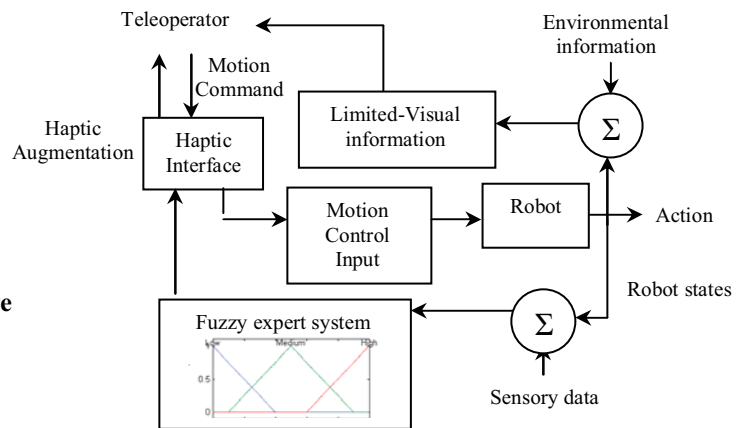 Teleoperator
Environmental
information
Motion
Command
Limited-Visual
information
Σ
Haptic
Augmentation
Haptic
Interface
Motion
Control
Input
Robot
Action
Robot states
e
Fuzzy expert system
Low
Medium
High
1
0.5
0
Σ
Sensory data